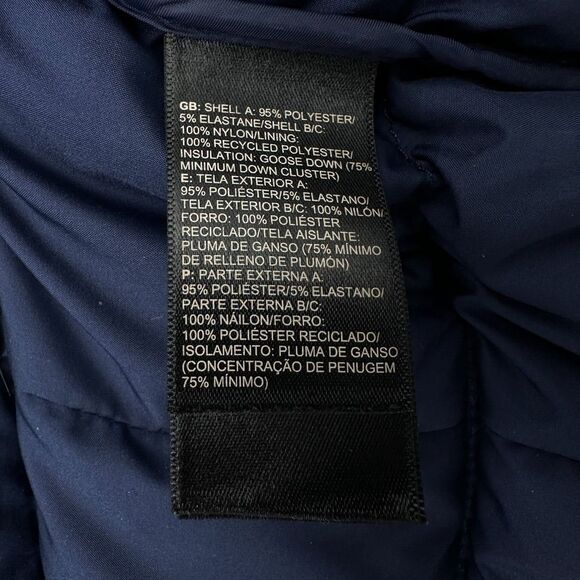 GB: SHELL A: 95% POLYESTER/
5% ELASTANE/SHELL B/C:
100% NYLON/LINING:
100% RECYCLED POLYESTER/
INSULATION: GOOSE DOWN (75%
MINIMUM DOWN CLUSTER)
E: TELA EXTERIOR A:
95% POLIÉSTER/5% ELASTANO/
TELA EXTERIOR B/C: 100% NILÓN/
FORRO: 100% POLIÉSTER
RECICLADO/TELA AISLANTE:
PLUMA DE GANSO (75% MÍNIMO
DE RELLENO DE PLUMÓN)
P: PARTE EXTERNA A:
95% POLIÉSTER/5% ELASTANO/
PARTE EXTERNA B/C:
100% NÁILON/FORRO:
100% POLIÉSTER RECICLADO/
ISOLAMENTO: PLUMA DE GANSO
(CONCENTRAÇÃO DE PENUGEM
75% MÍNIMO)